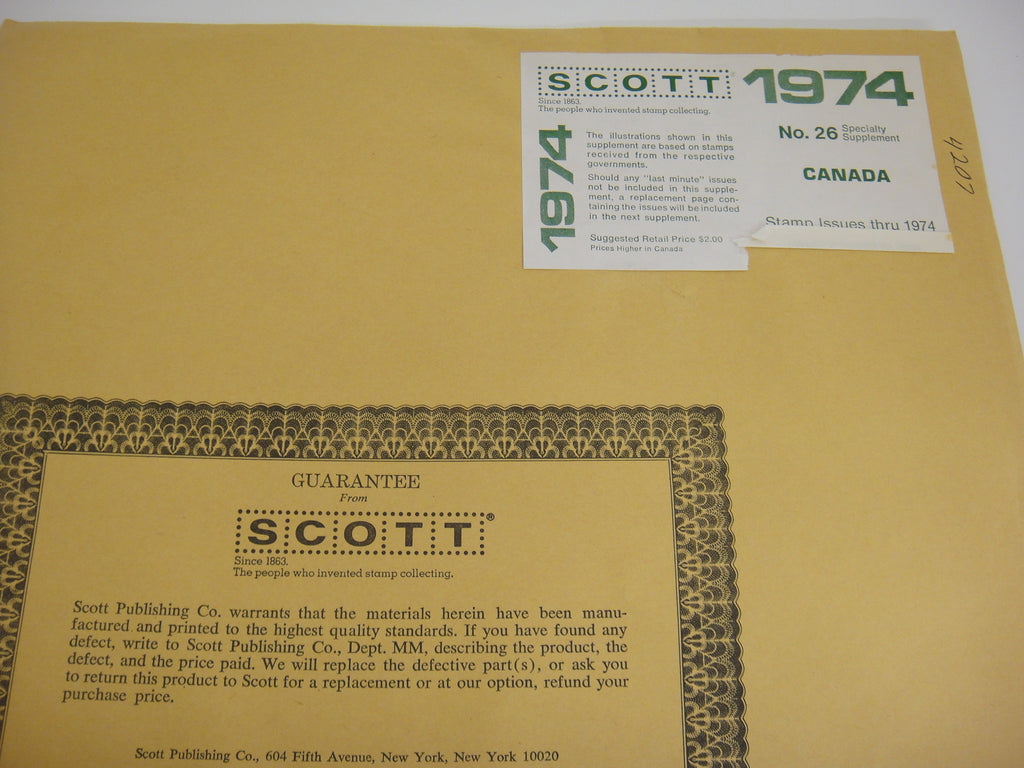 SCOTT®
Since 1863.
The people who invented stamp collecting.
1974
The illustrations shown in this
supplement are based on stamps
received from the respective
governments.
Should any "last minute" issues
not be included in this supple-
ment, a replacement page con-
taining the issues will be included
in the next supplement.
Suggested Retail Price $2.00
Prices Higher in Canada
1974
No. 26 Specialty
Supplement
CANADA
Stamp Issues thru 1974
4207
GUARANTEE
From
SCOTT®
Since 1863.
The people who invented stamp collecting.
Scott Publishing Co. warrants that the materials herein have been manu-
factured and printed to the highest quality standards. If you have found any
defect, write to Scott Publishing Co., Dept. MM, describing the product, the
defect, and the price paid. We will replace the defective part(s), or ask you
to return this product to Scott for a replacement or at our option, refund your
purchase price.
Scott Publishing Co., 604 Fifth Avenue, New York, New York 10020